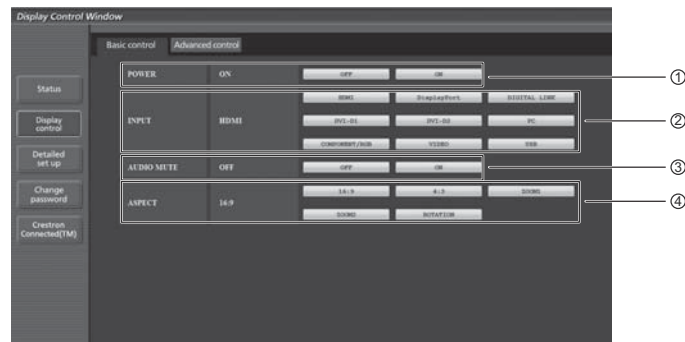 Display Control Window
Basic control Advanced control
POWER ON OFF ON ①
Status
HDMI DisplayPort DIGITAL LINK
Display control
INPUT HDMI DVI-D1 DVI-D2 PC ②
COMPONENT/RGB VIDEO USB
Detailed set up
AUDIO MUTE OFF OFF ON ③
Change password
16:9 4:3 ZOOM1
ASPECT 16:9 ④
ZOOM2 ROTATION
Crestron Connected(TM)